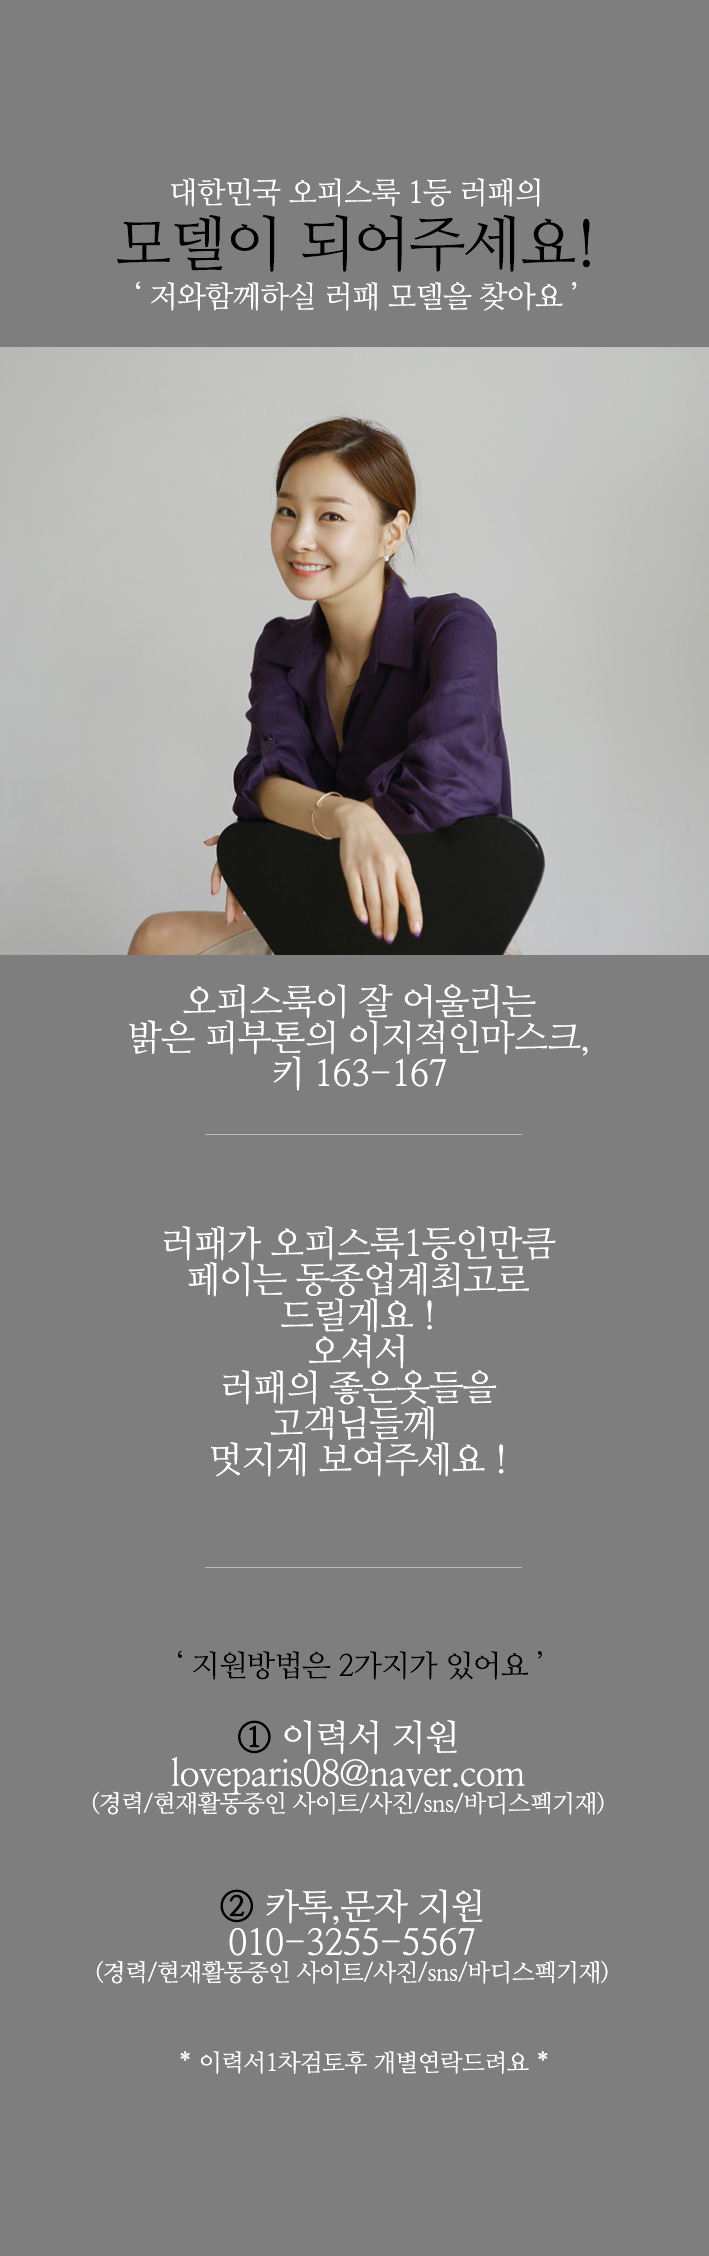 대한민국 오피스룩 1등 러패의
모델이 되어주세요!
‘ 저와함께하실 러패 모델을 찾아요 ’
오피스룩이 잘 어울리는
밝은 피부톤의 이지적인마스크,
키 163-167
러패가 오피스룩1등인만큼
페이는 동종업계최고로
드릴게요 !
오셔서
러패의 좋은옷들을
고객님들께
멋지게 보여주세요 !
‘ 지원방법은 2가지가 있어요 ’
① 이력서 지원
loveparis08@naver.com
(경력/현재활동중인 사이트/사진/sns/바디스펙기재)
② 카톡,문자 지원
010-3255-5567
(경력/현재활동중인 사이트/사진/sns/바디스펙기재)
* 이력서1차검토후 개별연락드려요 *